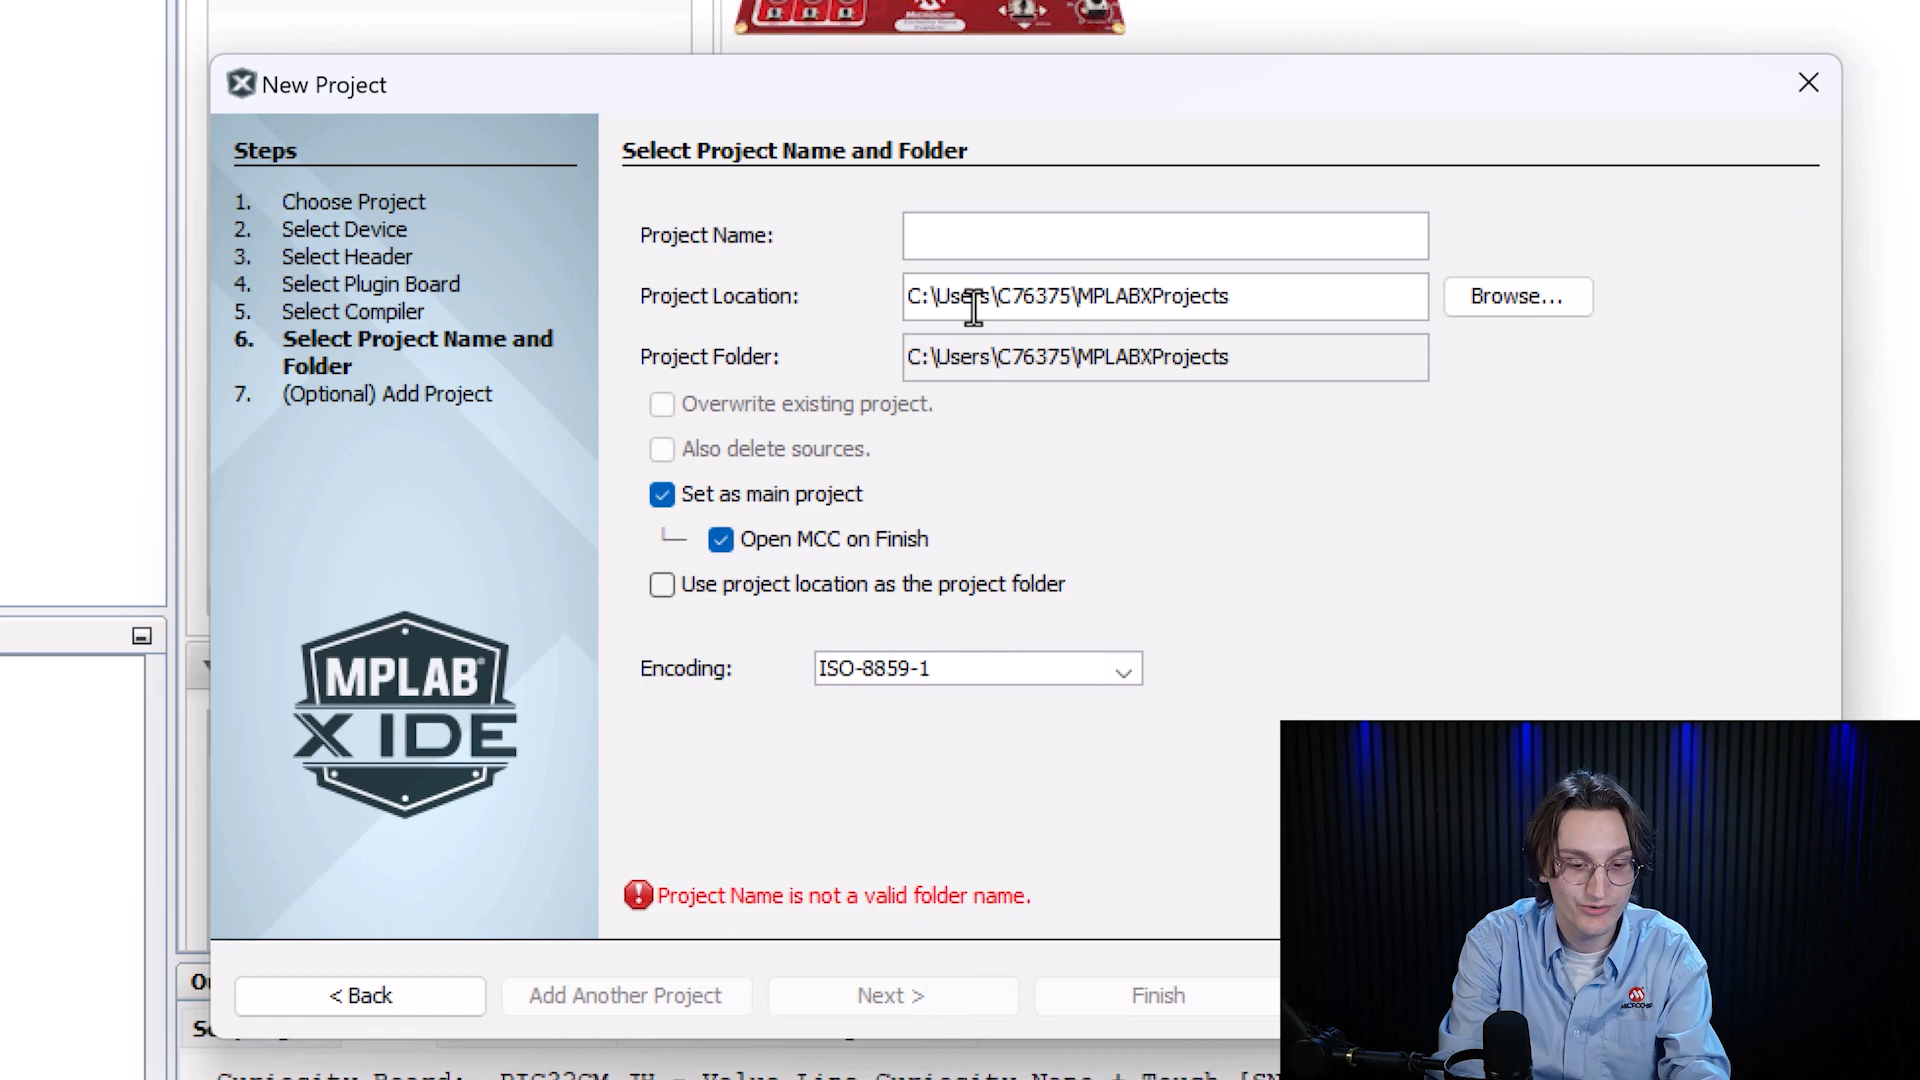 New Project
Steps
1. Choose Project
2. Select Device
3. Select Header
4. Select Plugin Board
5. Select Compiler
6. Select Project Name and
Folder
7. (Optional) Add Project
MPLAB®
X IDE
Select Project Name and Folder
Project Name:
Project Location: C:\Users\C76375\MPLABXProjects Browse...
Project Folder: C:\Users\C76375\MPLABXProjects
Overwrite existing project.
Also delete sources.
Set as main project
Open MCC on Finish
Use project location as the project folder
Encoding: ISO-8859-1
Project Name is not a valid folder name.
< Back Add Another Project Next > Finish
MICROCHIP